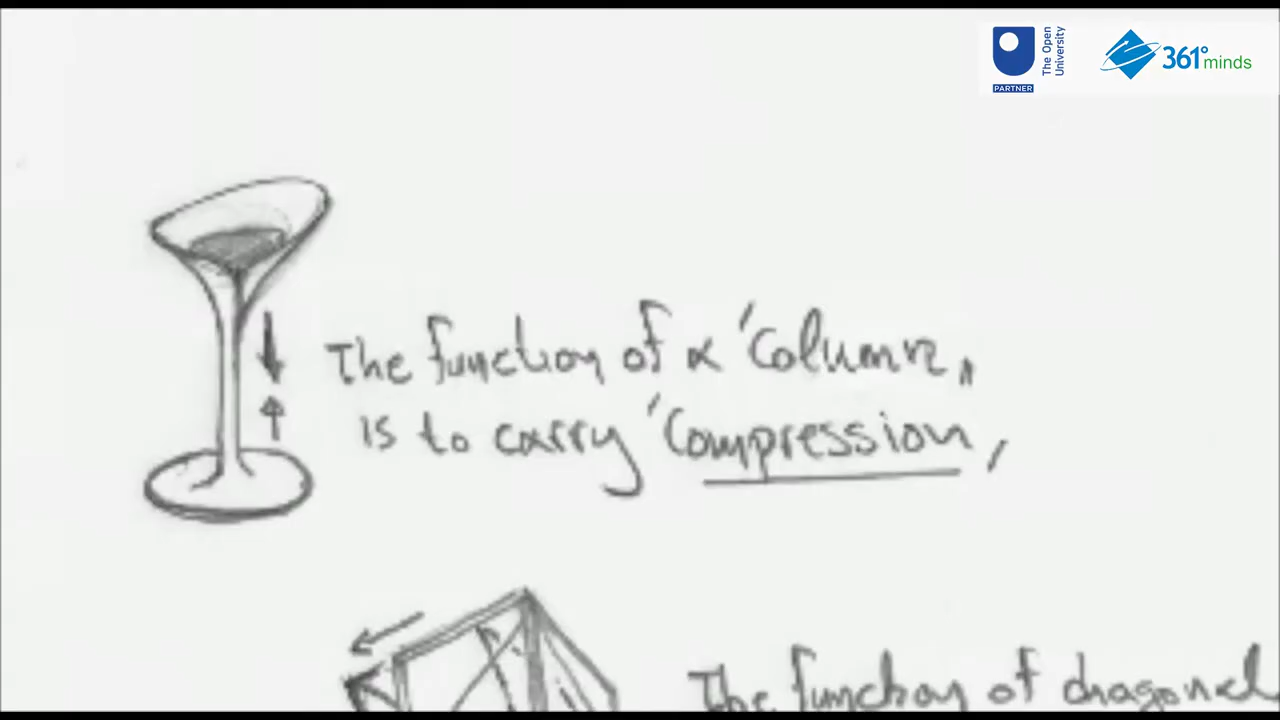 The Open University
PARTNER
361° minds
The function of a 'Column,,
is to carry 'Compression,
The function of diagonal